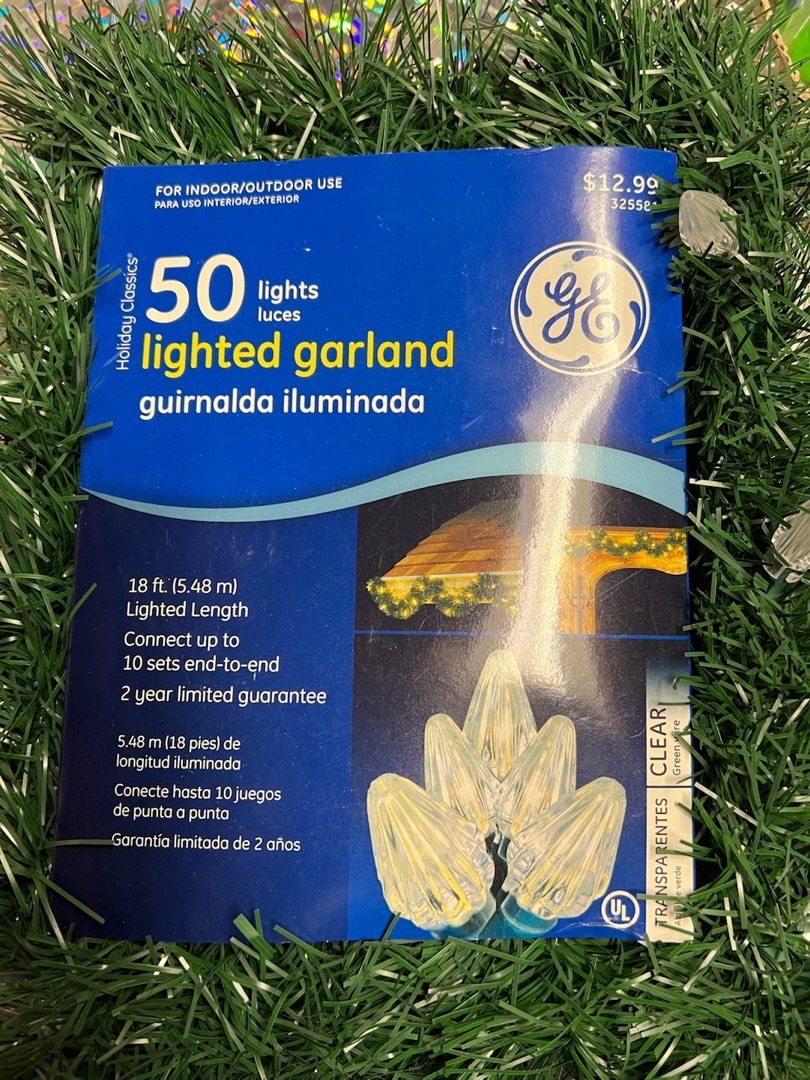 FOR INDOOR/OUTDOOR USE
PARA USO INTERIOR/EXTERIOR
$12.99
32558
Holiday Classics®
50 lights
luces
lighted garland
guirnalda iluminada
GE
18 ft. (5.48 m)
Lighted Length
Connect up to
10 sets end-to-end
2 year limited guarantee
5.48 m (18 pies) de
longitud iluminada
Conecte hasta 10 juegos
de punta a punta
Garantía limitada de 2 años
CLEAR
Green
TRANSPARENTES
verde
UL